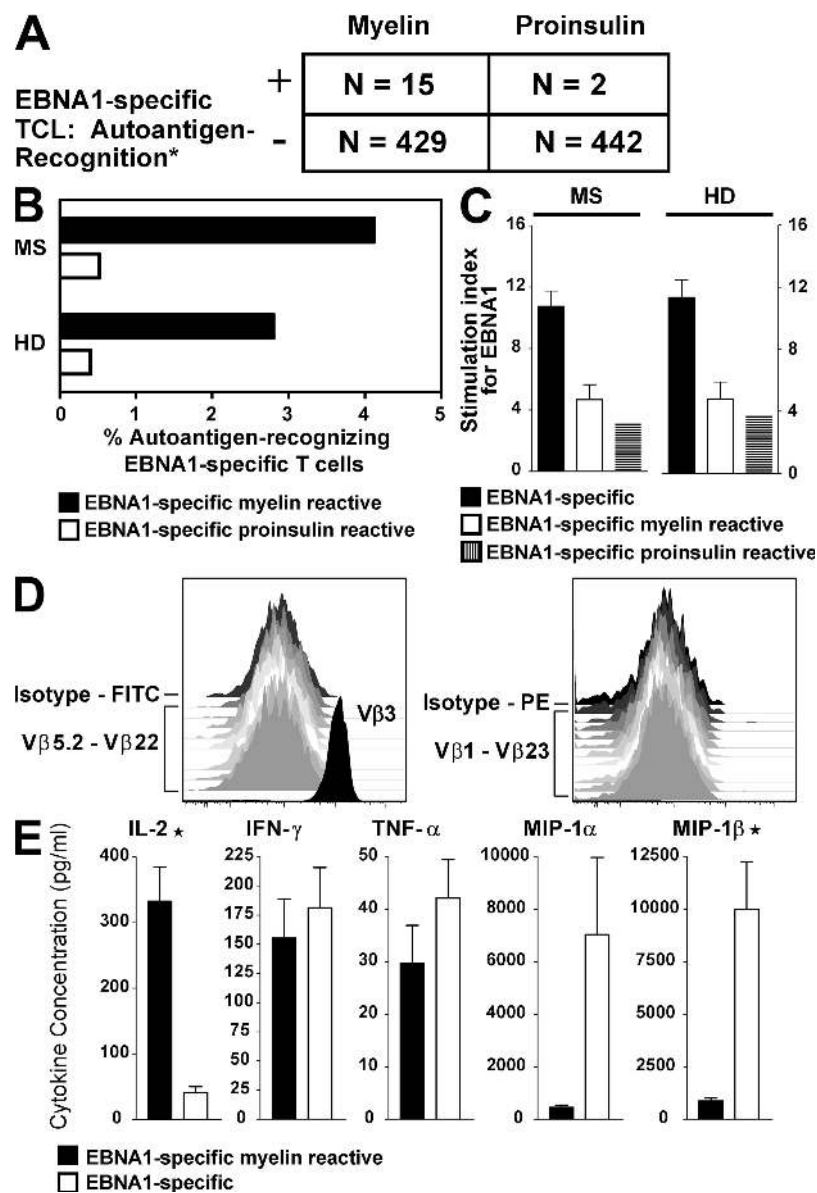 A
Myelin Proinsulin
EBNA1-specific
TCL: Autoantigen-
Recognition*
+ N = 15 N = 2
- N = 429 N = 442
B
MS
HD
0 1 2 3 4 5
% Autoantigen-recognizing
EBNA1-specific T cells
EBNA1-specific myelin reactive
EBNA1-specific proinsulin reactive
C
MS HD
Stimulation index
for EBNA1
16 16
12 12
8 8
4 4
0 0
EBNA1-specific
EBNA1-specific myelin reactive
EBNA1-specific proinsulin reactive
D
Isotype - FITC
Vβ3
Vβ5.2 - Vβ22
Isotype - PE
Vβ1 - Vβ23
E
Cytokine Concentration (pg/ml)
IL-2 ★ IFN-γ TNF-α MIP-1α MIP-1β ★
400 225 50 10000 12500
300 200 40 8000 10000
200 175 30 6000 7500
100 150 20 4000 5000
0 125 10 2000 2500
100 0 0 0
75
50
25
0
EBNA1-specific myelin reactive
EBNA1-specific